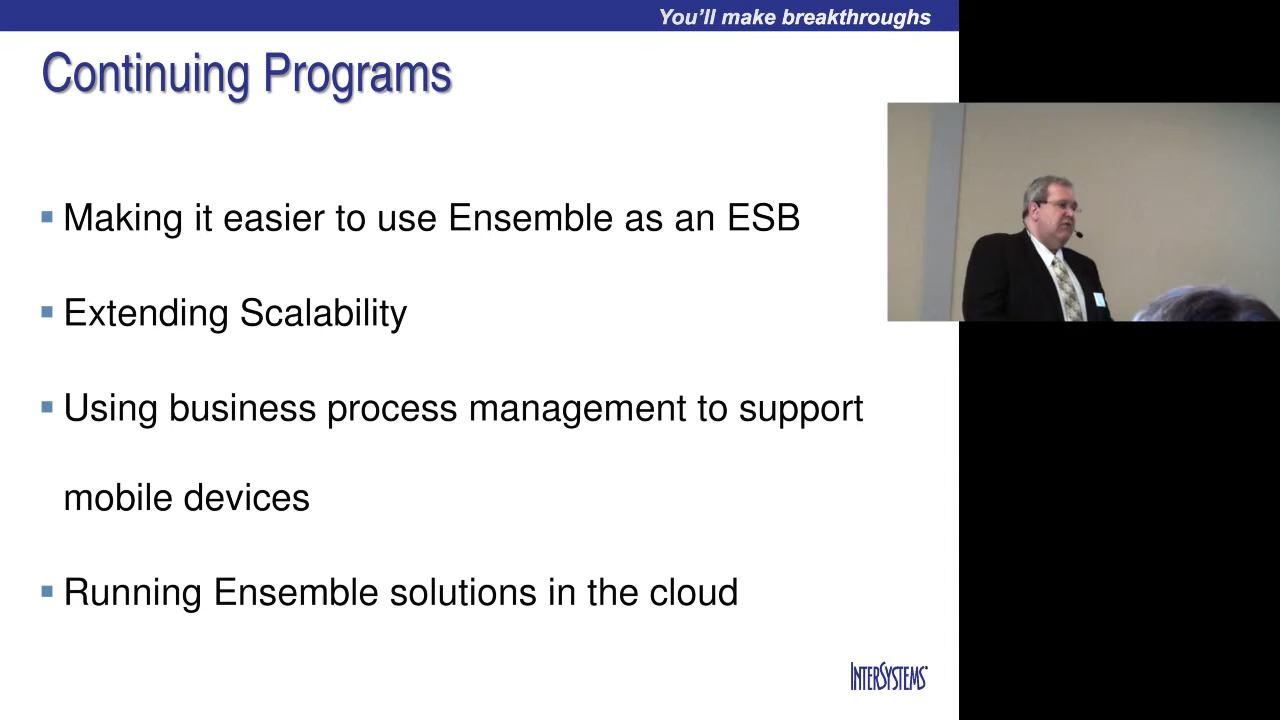 You'll make breakthroughs
Continuing Programs
Making it easier to use Ensemble as an ESB
Extending Scalability
Using business process management to support
mobile devices
Running Ensemble solutions in the cloud
INTERSYSTEMS